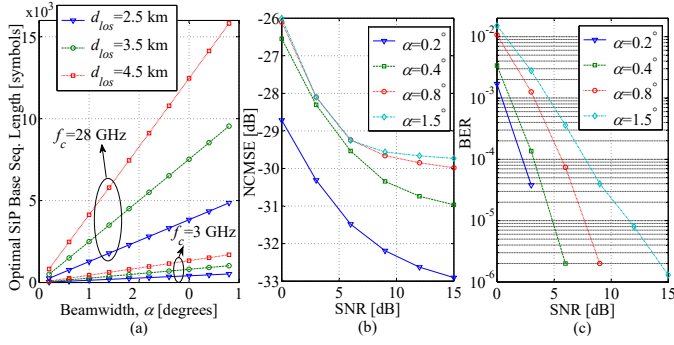 x10³
15
10
5
0
Optimal SiP Base Seq. Length [symbols]
d_los=2.5 km
d_los=3.5 km
d_los=4.5 km
f_c=28 GHz
f_c=3 GHz
0 1 0 1
Beamwidth, α [degrees]
(a)
-26
-27
-28
-29
-30
-31
-32
-33
NCMSE [dB]
α=0.2°
α=0.4°
α=0.8°
α=1.5°
0 5 10 15
SNR [dB]
(b)
10⁻²
10⁻³
10⁻⁴
10⁻⁵
10⁻⁶
BER
α=0.2°
α=0.4°
α=0.8°
α=1.5°
0 5 10 15
SNR [dB]
(c)